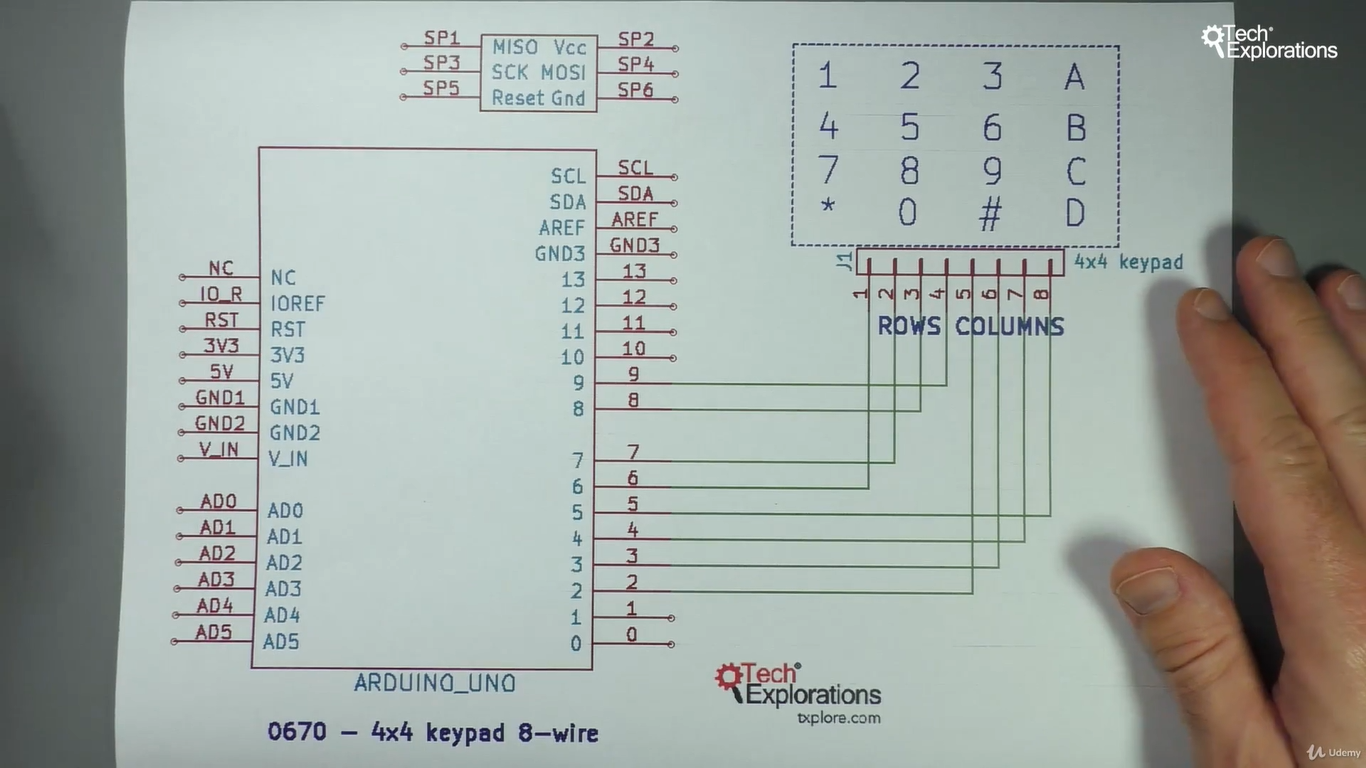 SP1 MISO Vcc SP2
SP3 SCK MOSI SP4
SP5 Reset Gnd SP6
Tech Explorations
1 2 3 A
4 5 6 B
7 8 9 C
* 0 # D
J1 4x4 keypad
1 2 3 4 5 6 7 8
ROWS COLUMNS
SCL SCL
SDA SDA
AREF AREF
GND3 GND3
NC NC 13 13
IO_R IOREF 12 12
RST RST 11 11
3V3 3V3 10 10
5V 5V 9 9
GND1 GND1 8 8
GND2 GND2
V_IN V_IN 7 7
6 6
AD0 AD0 5 5
AD1 AD1 4 4
AD2 AD2 3 3
AD3 AD3 2 2
AD4 AD4 1 1
AD5 AD5 0 0
ARDUINO_UNO
0670 – 4x4 keypad 8–wire
Tech
Explorations
txplore.com
Udemy